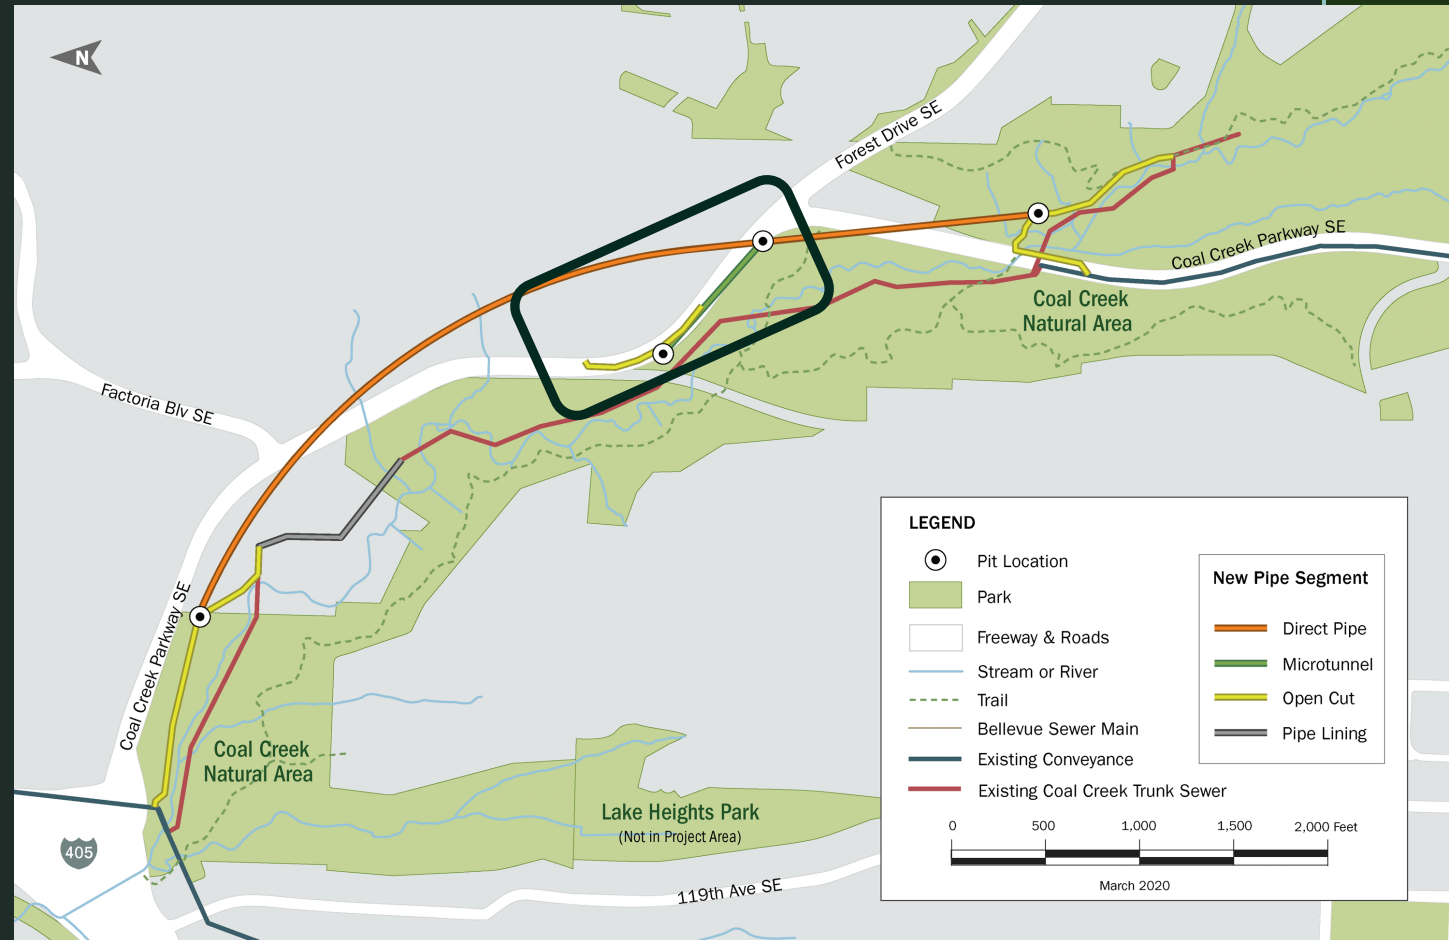 N
Forest Drive SE
Coal Creek Parkway SE
Coal Creek
Natural Area
Factoria Blv SE
Coal Creek Parkway SE
Coal Creek
Natural Area
Lake Heights Park
(Not in Project Area)
405
119th Ave SE
LEGEND
Pit Location
Park
Freeway & Roads
Stream or River
Trail
Bellevue Sewer Main
Existing Conveyance
Existing Coal Creek Trunk Sewer
New Pipe Segment
Direct Pipe
Microtunnel
Open Cut
Pipe Lining
0 500 1,000 1,500 2,000 Feet
March 2020